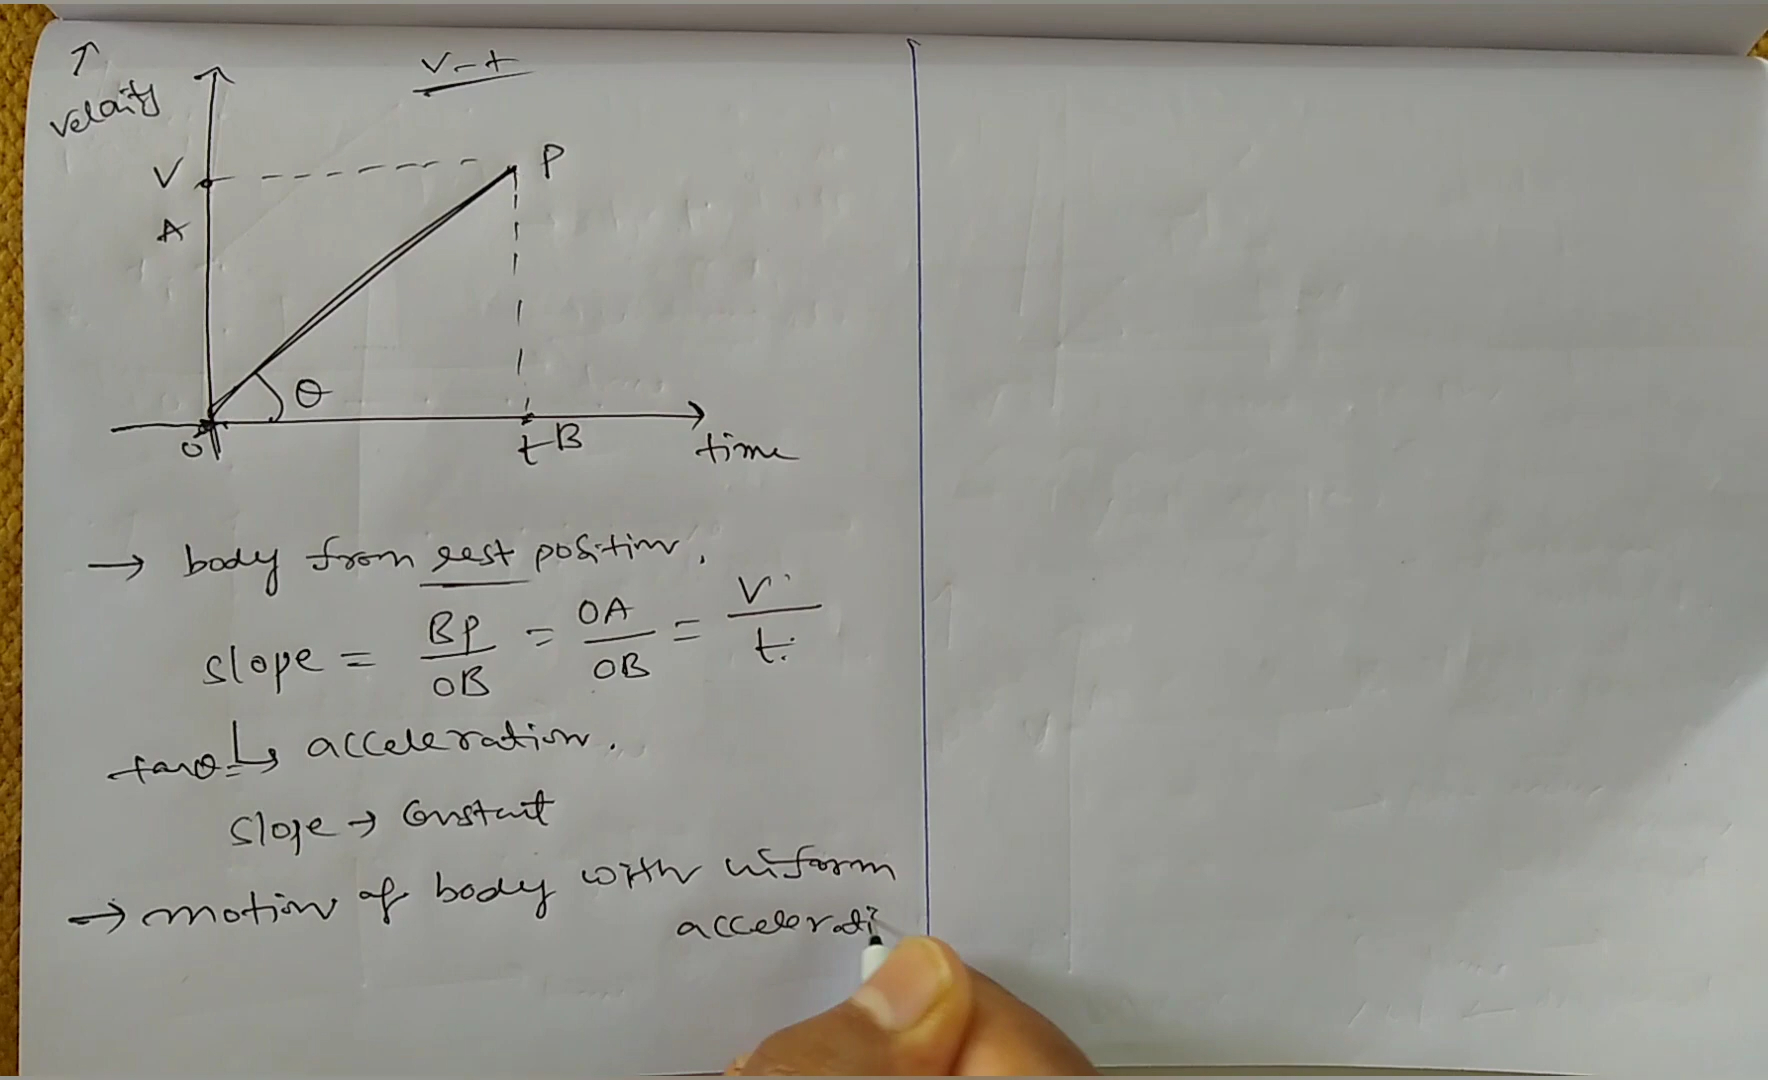 ↑
velocity
v-t
V
P
A
θ
O
t B
time
→ body from rest position.
slope = BP/OB = OA/OB = V/t
tanθ = ↳ acceleration.
slope → Constant
→ motion of body with uniform
accelerati